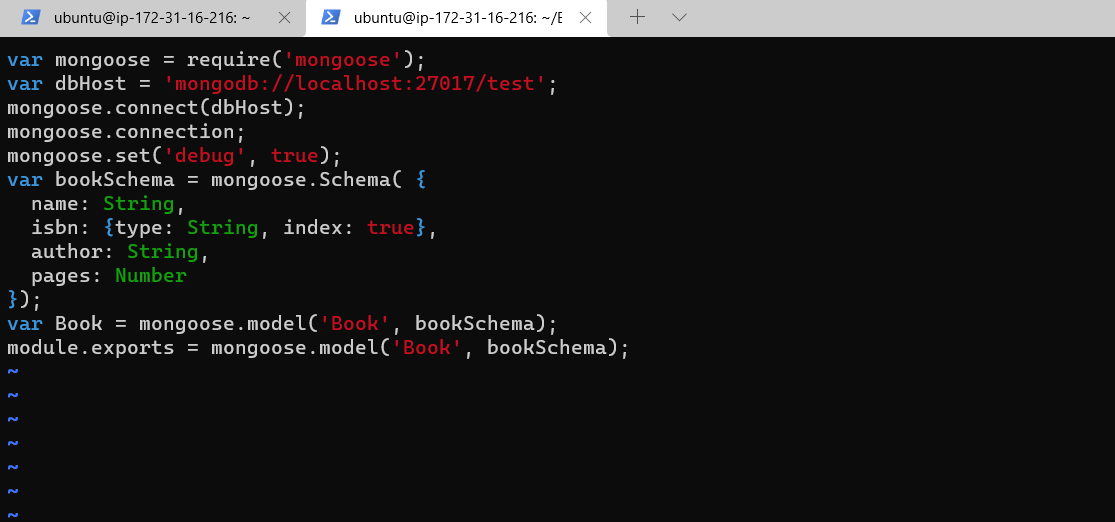 ubuntu@ip-172-31-16-216: ~
ubuntu@ip-172-31-16-216: ~/E
var mongoose = require('mongoose');
var dbHost = 'mongodb://localhost:27017/test';
mongoose.connect(dbHost);
mongoose.connection;
mongoose.set('debug', true);
var bookSchema = mongoose.Schema( {
  name: String,
  isbn: {type: String, index: true},
  author: String,
  pages: Number
});
var Book = mongoose.model('Book', bookSchema);
module.exports = mongoose.model('Book', bookSchema);
~
~
~
~
~
~
~